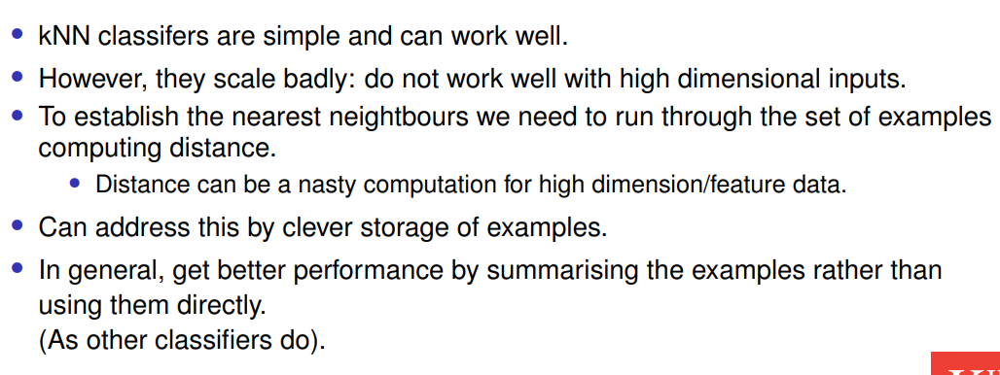 kNN classifers are simple and can work well.
However, they scale badly: do not work well with high dimensional inputs.
To establish the nearest neighbours we need to run through the set of examples
computing distance.
Distance can be a nasty computation for high dimension/feature data.
Can address this by clever storage of examples.
In general, get better performance by summarising the examples rather than
using them directly.
(As other classifiers do).